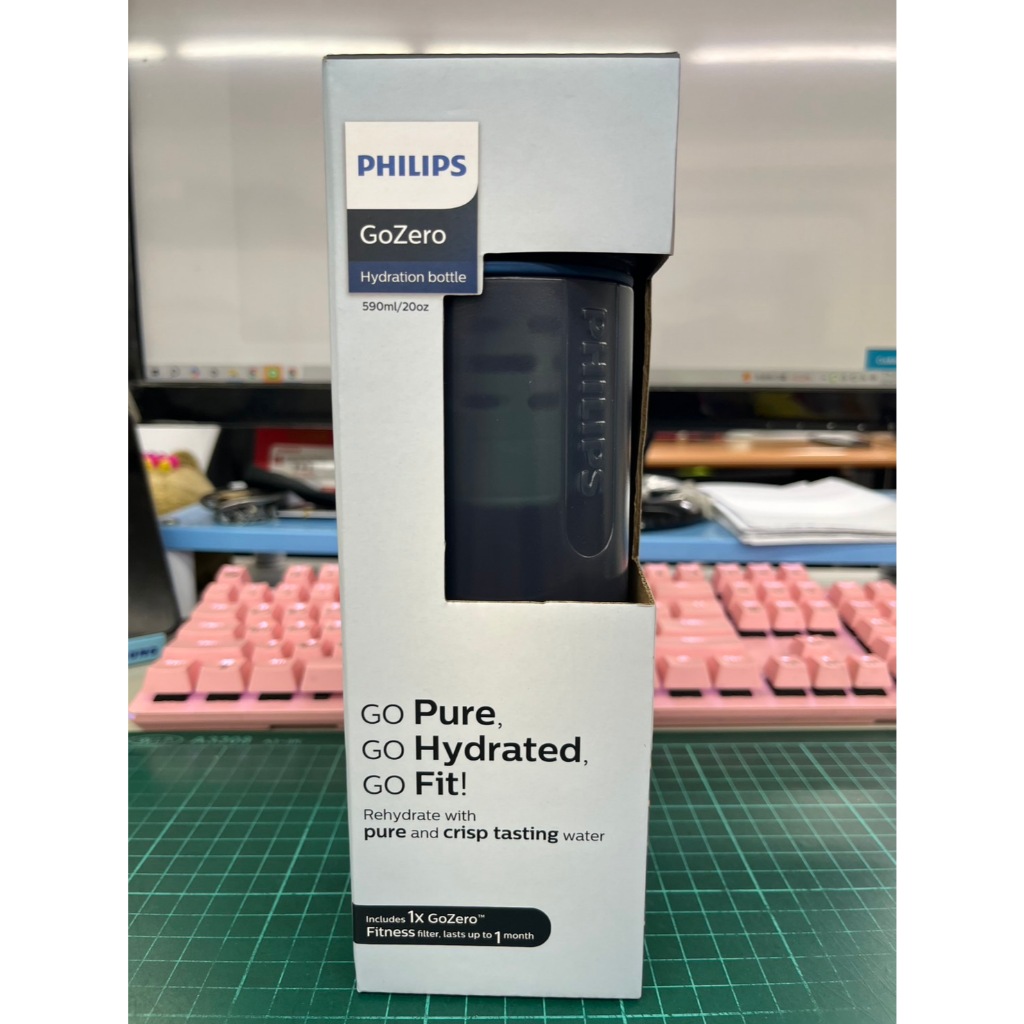 PHILIPS
GoZero
Hydration bottle
590ml/20oz
PHILIPS
GO Pure,
GO Hydrated,
GO Fit!
Rehydrate with
pure and crisp tasting water
Includes 1x GoZero™
Fitness filter, lasts up to 1 month